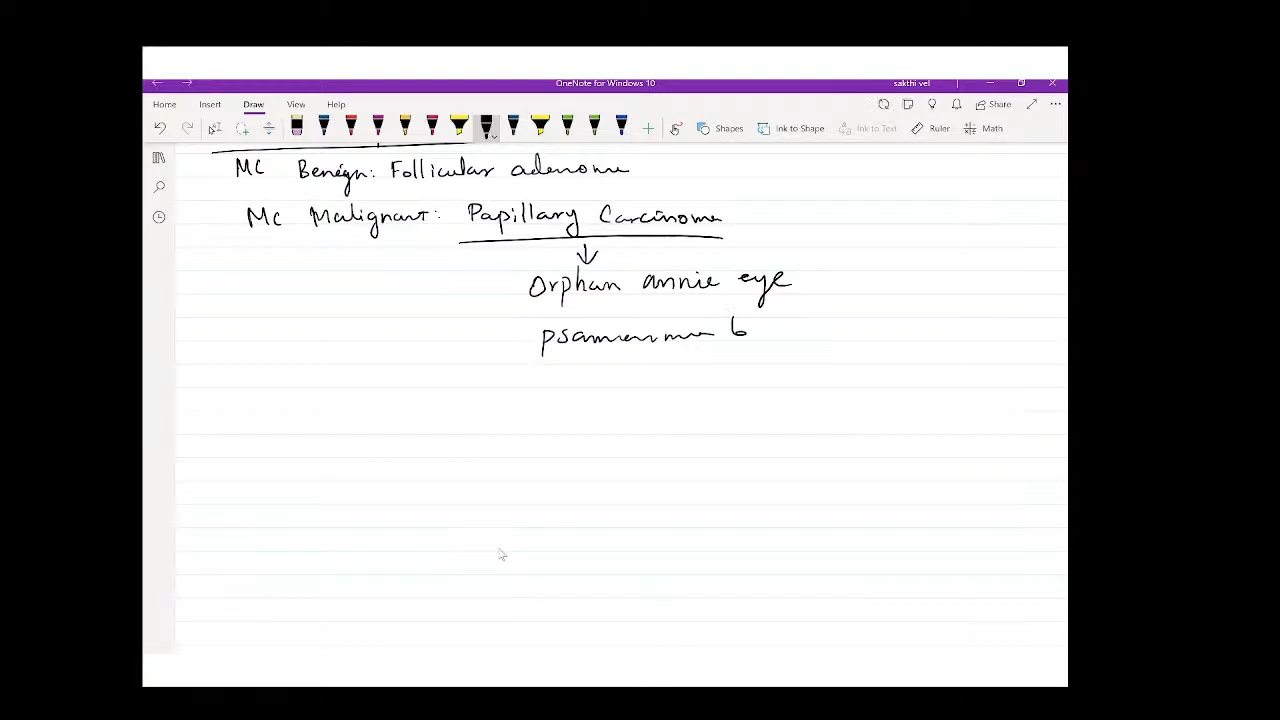 OneNote for Windows 10 sakthi vel
Home Insert Draw View Help Share
Shapes Ink to Shape Ink to Text Ruler Math
MC Benign: Follicular adenoma
MC Malignant: Papillary Carcinoma
Orphan annie eye
b